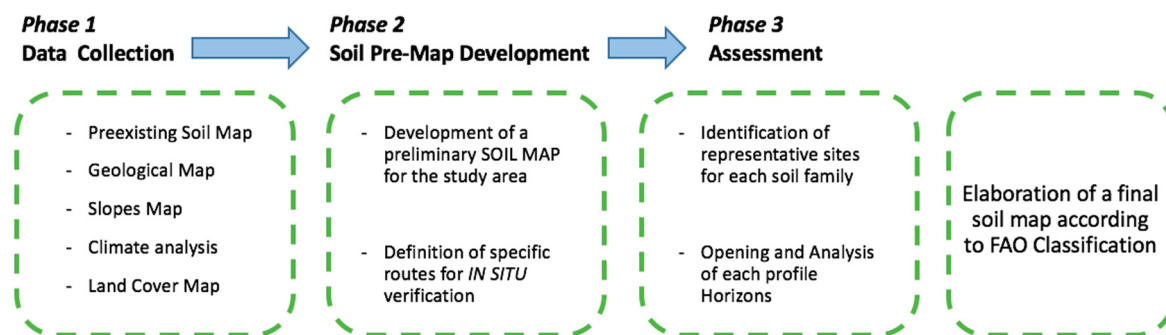 Phase 1
Data Collection
Phase 2
Soil Pre-Map Development
Phase 3
Assessment
- Preexisting Soil Map
- Geological Map
- Slopes Map
- Climate analysis
- Land Cover Map
- Development of a
preliminary SOIL MAP
for the study area
- Definition of specific
routes for IN SITU
verification
- Identification of
representative sites
for each soil family
- Opening and Analysis
of each profile
Horizons
Elaboration of a final
soil map according
to FAO Classification